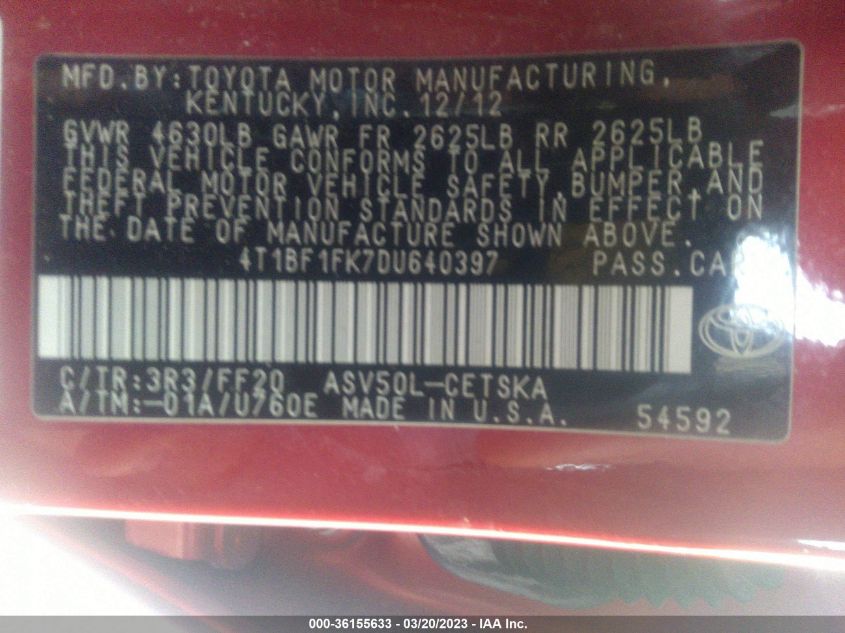 MFD. BY: TOYOTA MOTOR MANUFACTURING,
KENTUCKY, INC. 12/12
GVWR 4630LB GAWR FR 2625LB RR 2625LB
THIS VEHICLE CONFORMS TO ALL APPLICABLE
FEDERAL MOTOR VEHICLE SAFETY, BUMPER, AND
THEFT PREVENTION STANDARDS IN EFFECT ON
THE DATE OF MANUFACTURE SHOWN ABOVE.
4T1BF1FK7DU640397 PASS. CAR
C/TR: 3R3/FF20 ASV50L-CETSKA
A/TM: -01A/U760E MADE IN U.S.A. 54592
000-36155633 - 03/20/2023 - IAA Inc.